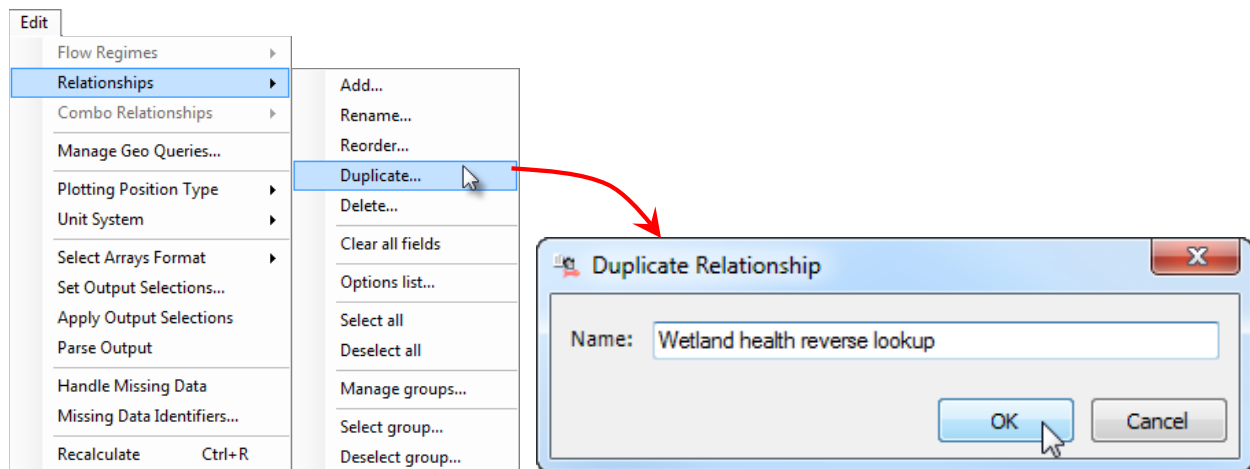 Edit
Flow Regimes
Relationships
Combo Relationships
Manage Geo Queries...
Plotting Position Type
Unit System
Select Arrays Format
Set Output Selections...
Apply Output Selections
Parse Output
Handle Missing Data
Missing Data Identifiers...
Recalculate Ctrl+R
Add...
Rename...
Reorder...
Duplicate...
Delete...
Clear all fields
Options list...
Select all
Deselect all
Manage groups...
Select group...
Deselect group...
Duplicate Relationship
Name: Wetland health reverse lookup
OK Cancel